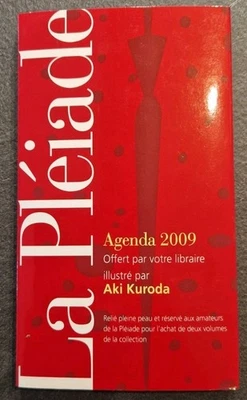 La Pléiade
Agenda 2009
Offert par votre libraire
illustré par
Aki Kuroda
Relié pleine peau et réservé aux amateurs
de la Pléiade pour l'achat de deux volumes
de la collection